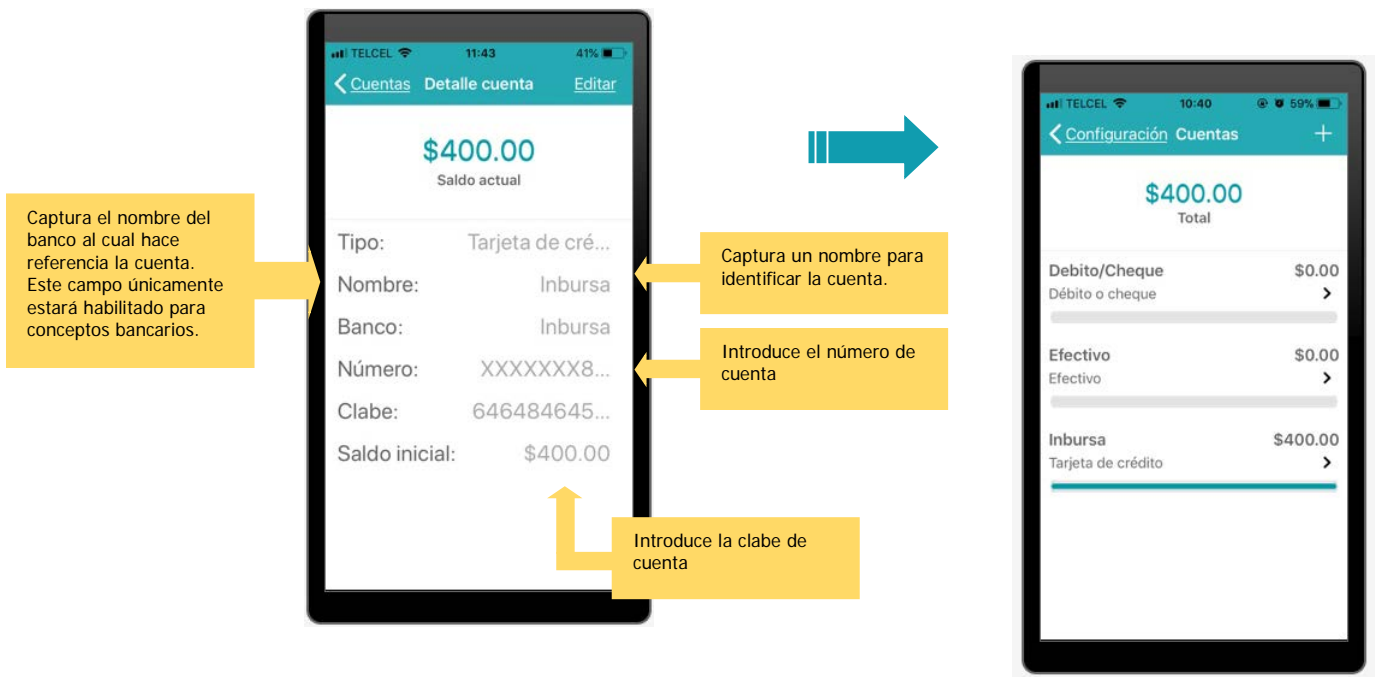 TELCEL 11:43 41%
Cuentas Detalle cuenta Editar
$400.00
Saldo actual
Tipo: Tarjeta de cré...
Nombre: Inbursa
Banco: Inbursa
Número: XXXXXXX8...
Clabe: 646484645...
Saldo inicial: $400.00
Captura el nombre del
banco al cual hace
referencia la cuenta.
Este campo únicamente
estará habilitado para
conceptos bancarios.
Captura un nombre para
identificar la cuenta.
Introduce el número de
cuenta
Introduce la clabe de
cuenta
TELCEL 10:40 59%
Configuración Cuentas +
$400.00
Total
Debito/Cheque $0.00
Débito o cheque
Efectivo $0.00
Efectivo
Inbursa $400.00
Tarjeta de crédito